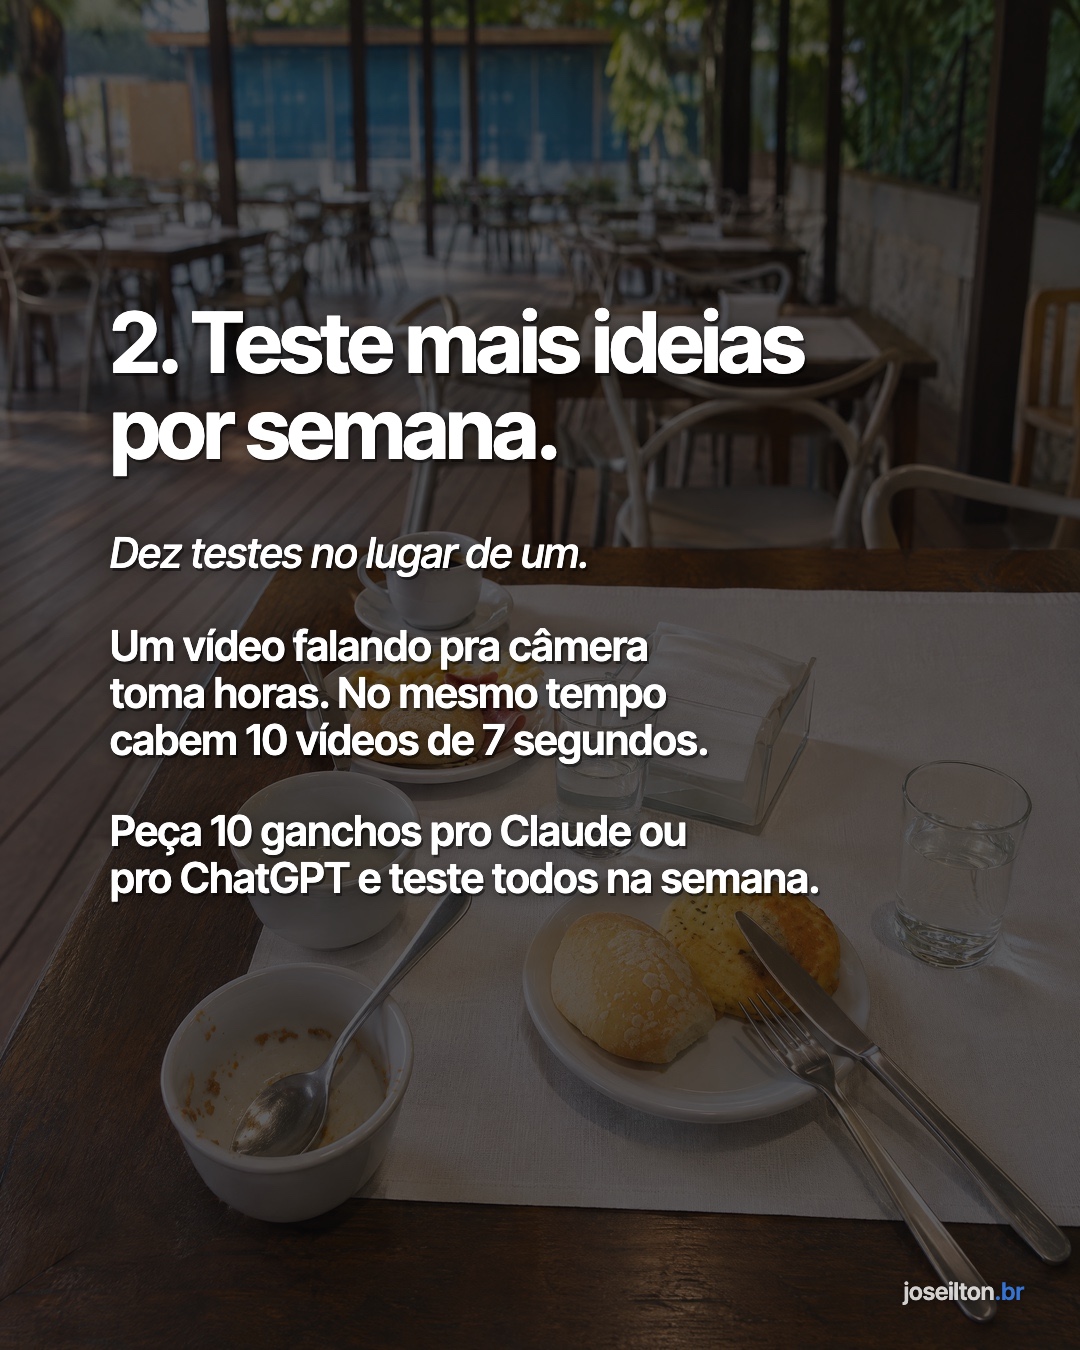 2. Teste mais ideias
por semana.
Dez testes no lugar de um.
Um vídeo falando pra câmera
toma horas. No mesmo tempo
cabem 10 vídeos de 7 segundos.
Peça 10 ganchos pro Claude ou
pro ChatGPT e teste todos na semana.
joseilton.br